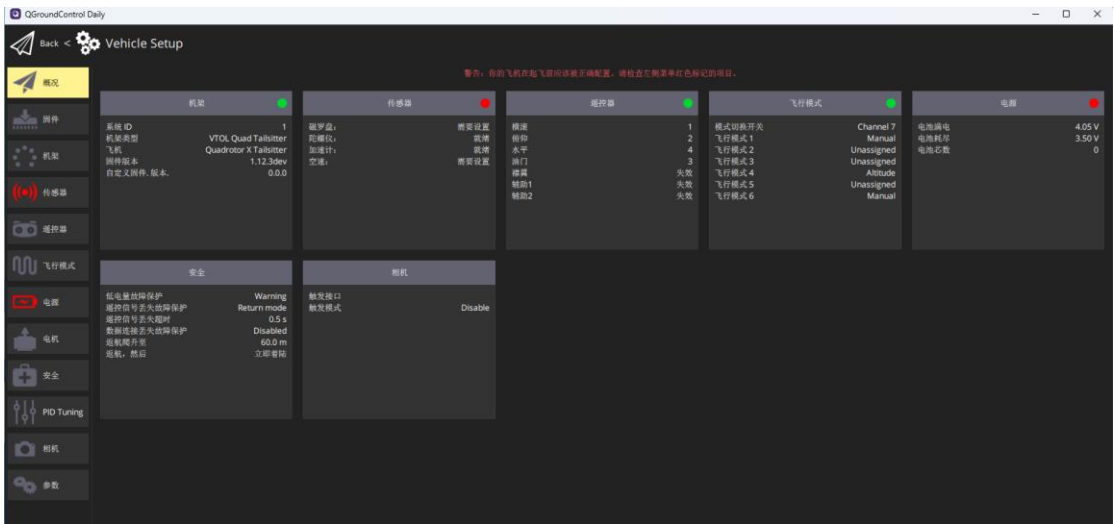 QGroundControl Daily
Back < Vehicle Setup
警告：你的飞机在起飞前应该被正确配置。请检查左侧菜单红色标记的项目。
概况
固件
机架
传感器
遥控器
飞行模式
电源
电机
安全
PID Tuning
相机
参数
机架
系统 ID 1
机架类型 VTOL Quad Tailsitter
飞机 Quadrotor X Tailsitter
固件版本 1.12.3dev
自定义固件. 版本. 0.0.0
传感器
磁罗盘: 需要设置
陀螺仪: 就绪
加速计: 就绪
空速: 需要设置
遥控器
横滚 1
俯仰 2
水平 4
油门 3
襟翼 失效
辅助1 失效
辅助2 失效
飞行模式
模式切换开关 Channel 7
飞行模式 1 Manual
飞行模式 2 Unassigned
飞行模式 3 Unassigned
飞行模式 4 Altitude
飞行模式 5 Unassigned
飞行模式 6 Manual
电源
电池满电 4.05 V
电池耗尽 3.50 V
电池芯数 0
安全
低电量故障保护 Warning
遥控信号丢失故障保护 Return mode
遥控信号丢失超时 0.5 s
数据连接丢失故障保护 Disabled
返航爬升至 60.0 m
返航，然后 立即着陆
相机
触发接口
触发模式 Disable